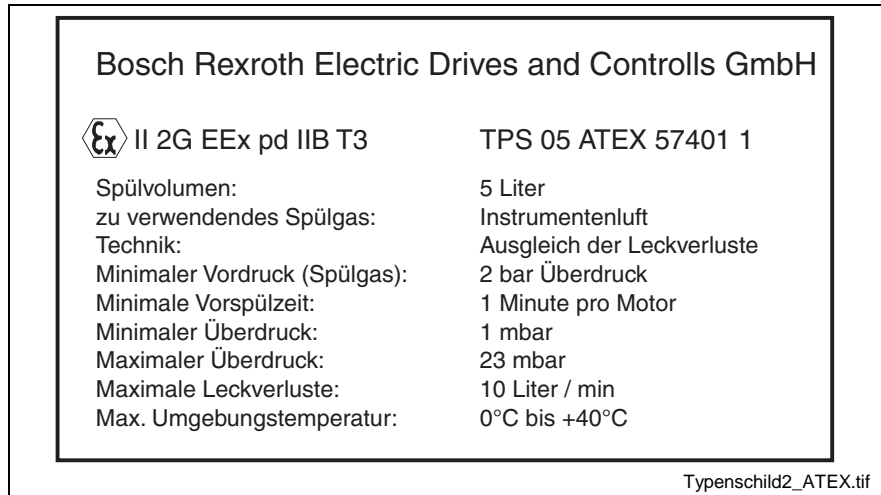 Bosch Rexroth Electric Drives and Controlls GmbH
Ex II 2G EEx pd IIB T3 TPS 05 ATEX 57401 1
Spülvolumen: 5 Liter
zu verwendendes Spülgas: Instrumentenluft
Technik: Ausgleich der Leckverluste
Minimaler Vordruck (Spülgas): 2 bar Überdruck
Minimale Vorspülzeit: 1 Minute pro Motor
Minimaler Überdruck: 1 mbar
Maximaler Überdruck: 23 mbar
Maximale Leckverluste: 10 Liter / min
Max. Umgebungstemperatur: 0°C bis +40°C
Typenschild2_ATEX.tif